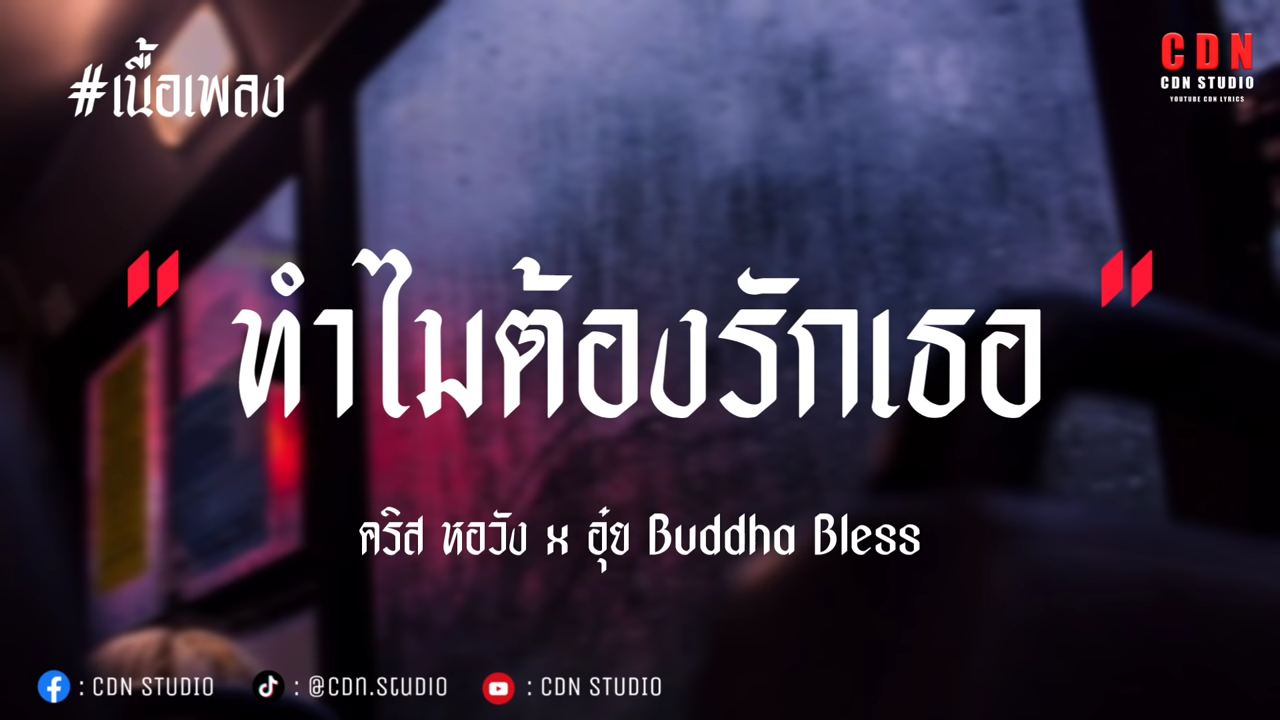 #เนื้อเพลง
CDN
CDN STUDIO
YOUTUBE CDN LYRICS
" ทำไมต้องรักเธอ "
คริส หอวัง x อุ๋ย Buddha Bless
: CDN STUDIO : @CDN.STUDIO : CDN STUDIO